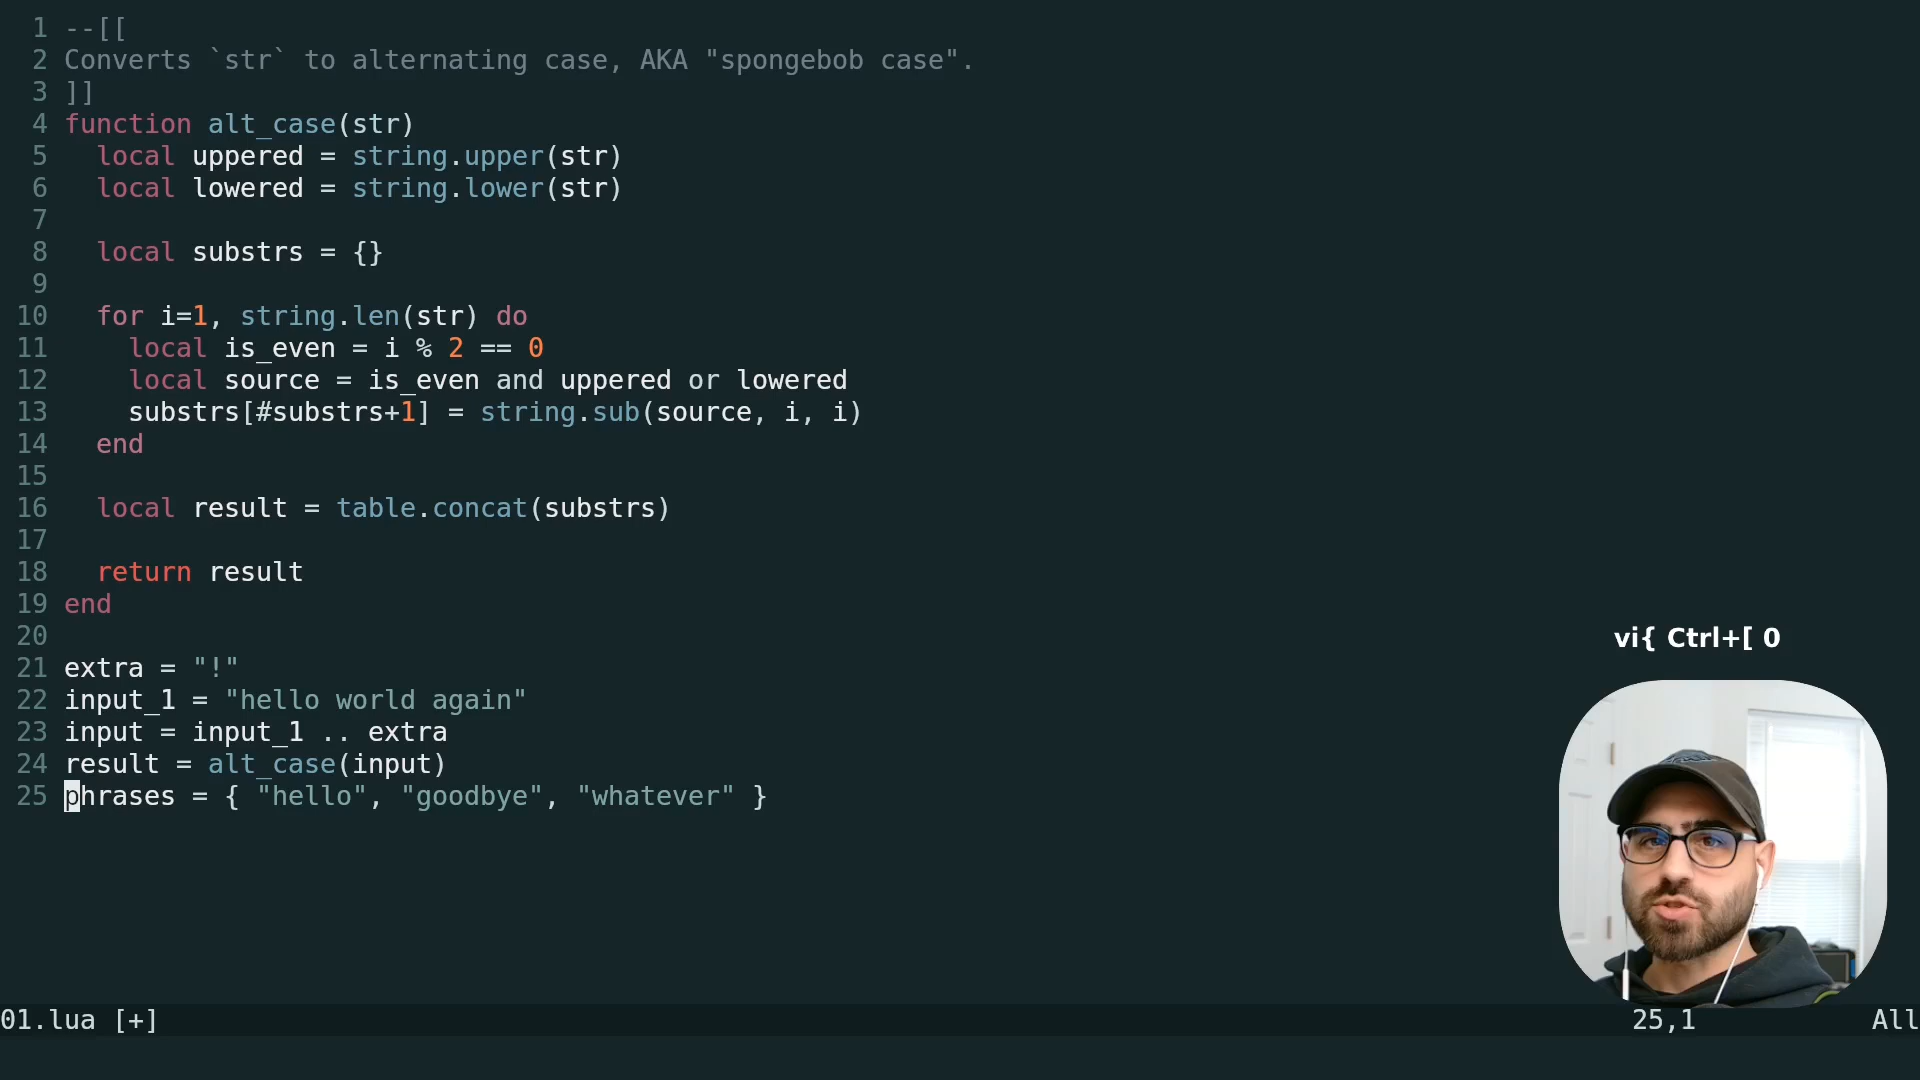 1 --[[
2 Converts `str` to alternating case, AKA "spongebob case".
3 ]]
4 function alt_case(str)
5   local uppered = string.upper(str)
6   local lowered = string.lower(str)
7
8   local substrs = {}
9
10   for i=1, string.len(str) do
11     local is_even = i % 2 == 0
12     local source = is_even and uppered or lowered
13     substrs[#substrs+1] = string.sub(source, i, i)
14   end
15
16   local result = table.concat(substrs)
17
18   return result
19 end
20
21 extra = "!"
22 input_1 = "hello world again"
23 input = input_1 .. extra
24 result = alt_case(input)
25 phrases = { "hello", "goodbye", "whatever" }
vi{ Ctrl+[ 0
01.lua [+] 25,1 All